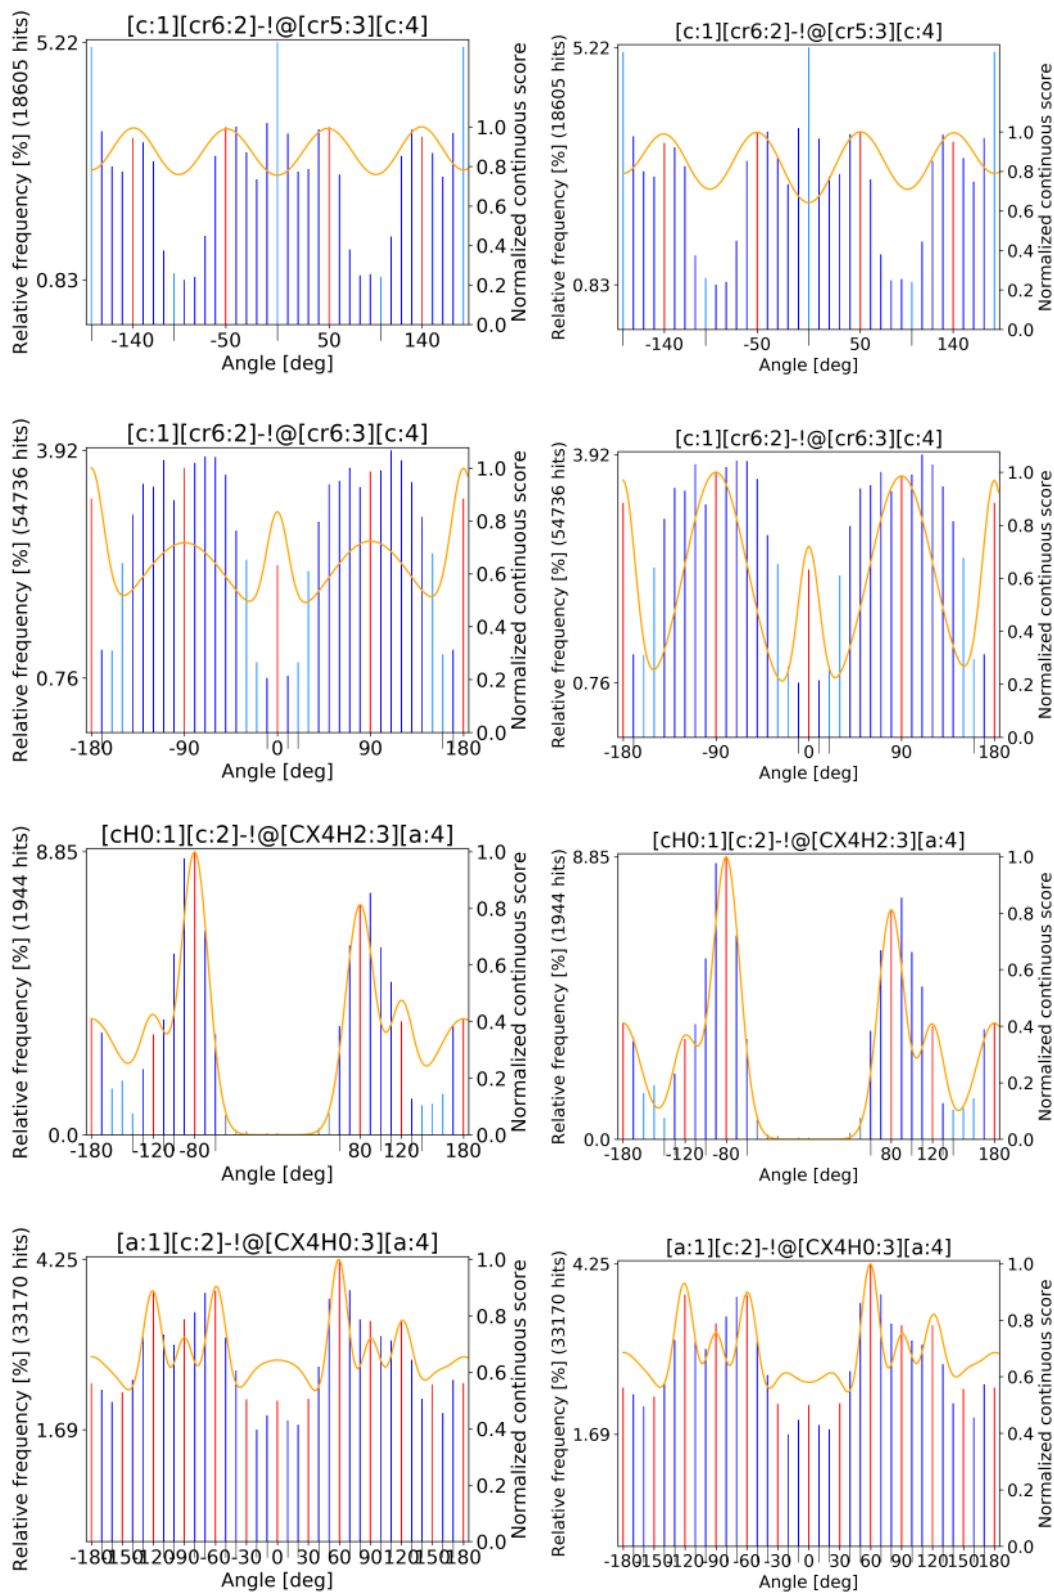 [c:1][cr6:2]-!@[cr5:3][c:4]
5.22
0.83
Relative frequency [%] (18605 hits)
1.0
0.8
0.6
0.4
0.2
0.0
Normalized continuous score
-140 -50 50 140
Angle [deg]
[c:1][cr6:2]-!@[cr5:3][c:4]
5.22
0.83
Relative frequency [%] (18605 hits)
1.0
0.8
0.6
0.4
0.2
0.0
Normalized continuous score
-140 -50 50 140
Angle [deg]
[c:1][cr6:2]-!@[cr6:3][c:4]
3.92
0.76
Relative frequency [%] (54736 hits)
1.0
0.8
0.6
0.4
0.2
0.0
Normalized continuous score
-180 -90 0 90 180
Angle [deg]
[c:1][cr6:2]-!@[cr6:3][c:4]
3.92
0.76
Relative frequency [%] (54736 hits)
1.0
0.8
0.6
0.4
0.2
0.0
Normalized continuous score
-180 -90 0 90 180
Angle [deg]
[cH0:1][c:2]-!@[CX4H2:3][a:4]
8.85
0.0
Relative frequency [%] (1944 hits)
1.0
0.8
0.6
0.4
0.2
0.0
Normalized continuous score
-180 -120 -80 80 120 180
Angle [deg]
[cH0:1][c:2]-!@[CX4H2:3][a:4]
8.85
0.0
Relative frequency [%] (1944 hits)
1.0
0.8
0.6
0.4
0.2
0.0
Normalized continuous score
-180 -120 -80 80 120 180
Angle [deg]
[a:1][c:2]-!@[CX4H0:3][a:4]
4.25
1.69
Relative frequency [%] (33170 hits)
1.0
0.8
0.6
0.4
0.2
0.0
Normalized continuous score
-180 -150 -120 -90 -60 -30 0 30 60 90 120 150 180
Angle [deg]
[a:1][c:2]-!@[CX4H0:3][a:4]
4.25
1.69
Relative frequency [%] (33170 hits)
1.0
0.8
0.6
0.4
0.2
0.0
Normalized continuous score
-180 -150 -120 -90 -60 -30 0 30 60 90 120 150 180
Angle [deg]